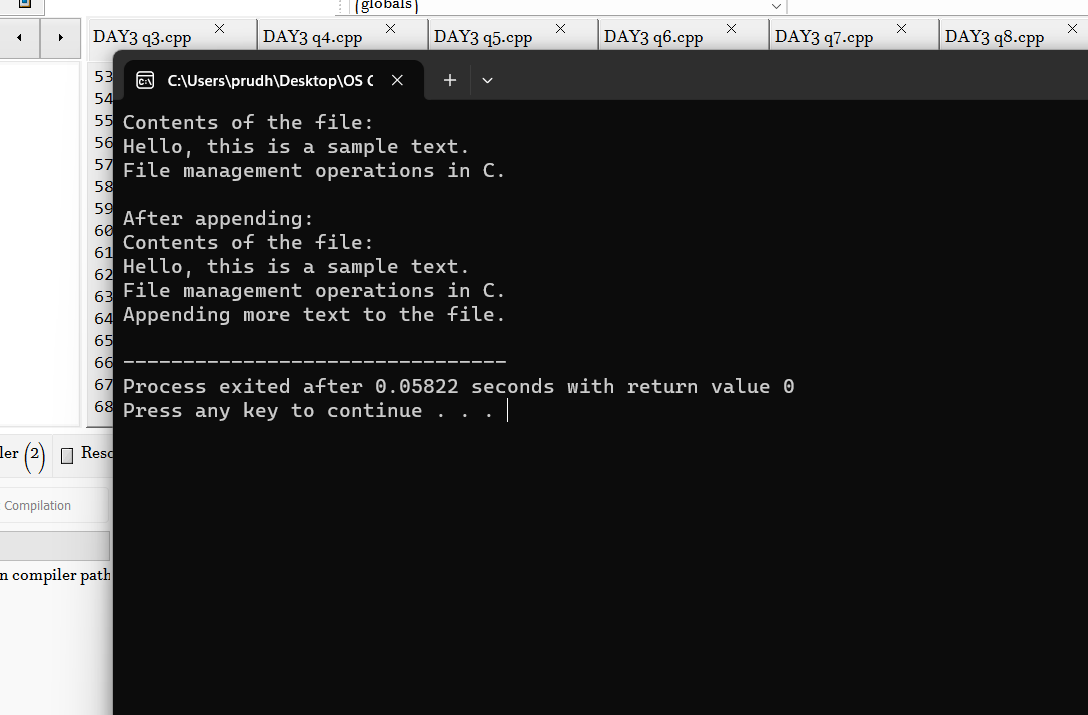 (globals)
DAY3 q3.cpp DAY3 q4.cpp DAY3 q5.cpp DAY3 q6.cpp DAY3 q7.cpp DAY3 q8.cpp
C:\Users\prudh\Desktop\OS C
53
54
55
56
57
58
59
60
61
62
63
64
65
66
67
68
Contents of the file:
Hello, this is a sample text.
File management operations in C.
After appending:
Contents of the file:
Hello, this is a sample text.
File management operations in C.
Appending more text to the file.
--------------------------------
Process exited after 0.05822 seconds with return value 0
Press any key to continue . . .
ler (2) Reso
Compilation
n compiler path